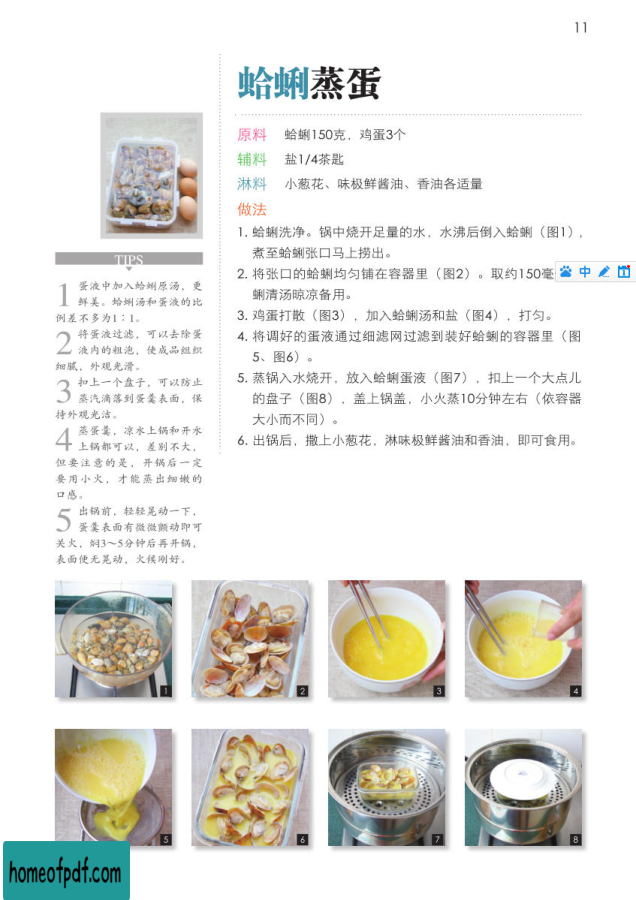 11
蛤蜊蒸蛋
原料 蛤蜊150克，鸡蛋3个
辅料 盐1/4茶匙
淋料 小葱花、味极鲜酱油、香油各适量
做法
1. 蛤蜊洗净。锅中烧开足量的水，水沸后倒入蛤蜊（图1），
煮至蛤蜊张口马上捞出。
2. 将张口的蛤蜊均匀铺在容器里（图2）。取约150毫
蜊清汤晾凉备用。
3. 鸡蛋打散（图3），加入蛤蜊汤和盐（图4），打匀。
4. 将调好的蛋液通过细滤网过滤到装好蛤蜊的容器里（图
5、图6）。
5. 蒸锅入水烧开，放入蛤蜊蛋液（图7），扣上一个大点儿
的盘子（图8），盖上锅盖，小火蒸10分钟左右（依容器
大小而不同）。
6. 出锅后，撒上小葱花，淋味极鲜酱油和香油，即可食用。
中
TIPS
1 蛋液中加入蛤蜊原汤，更
鲜美。蛤蜊汤和蛋液的比
例差不多为1：1。
2 将蛋液过滤，可以去除蛋
液内的粗泡，使成品组织
细腻，外观光滑。
3 扣上一个盘子，可以防止
蒸汽滴落到蛋羹表面，保
持外观光洁。
4 蒸蛋羹，凉水上锅和开水
上锅都可以，差别不大，
但要注意的是，开锅后一定
要用小火，才能蒸出细嫩的
口感。
5 出锅前，轻轻晃动一下，
蛋羹表面有微微颤动即可
关火，焖3～5分钟后再开锅，
表面便无晃动，火候刚好。
1
2
3
4
5
6
7
8
homeofpdf.com